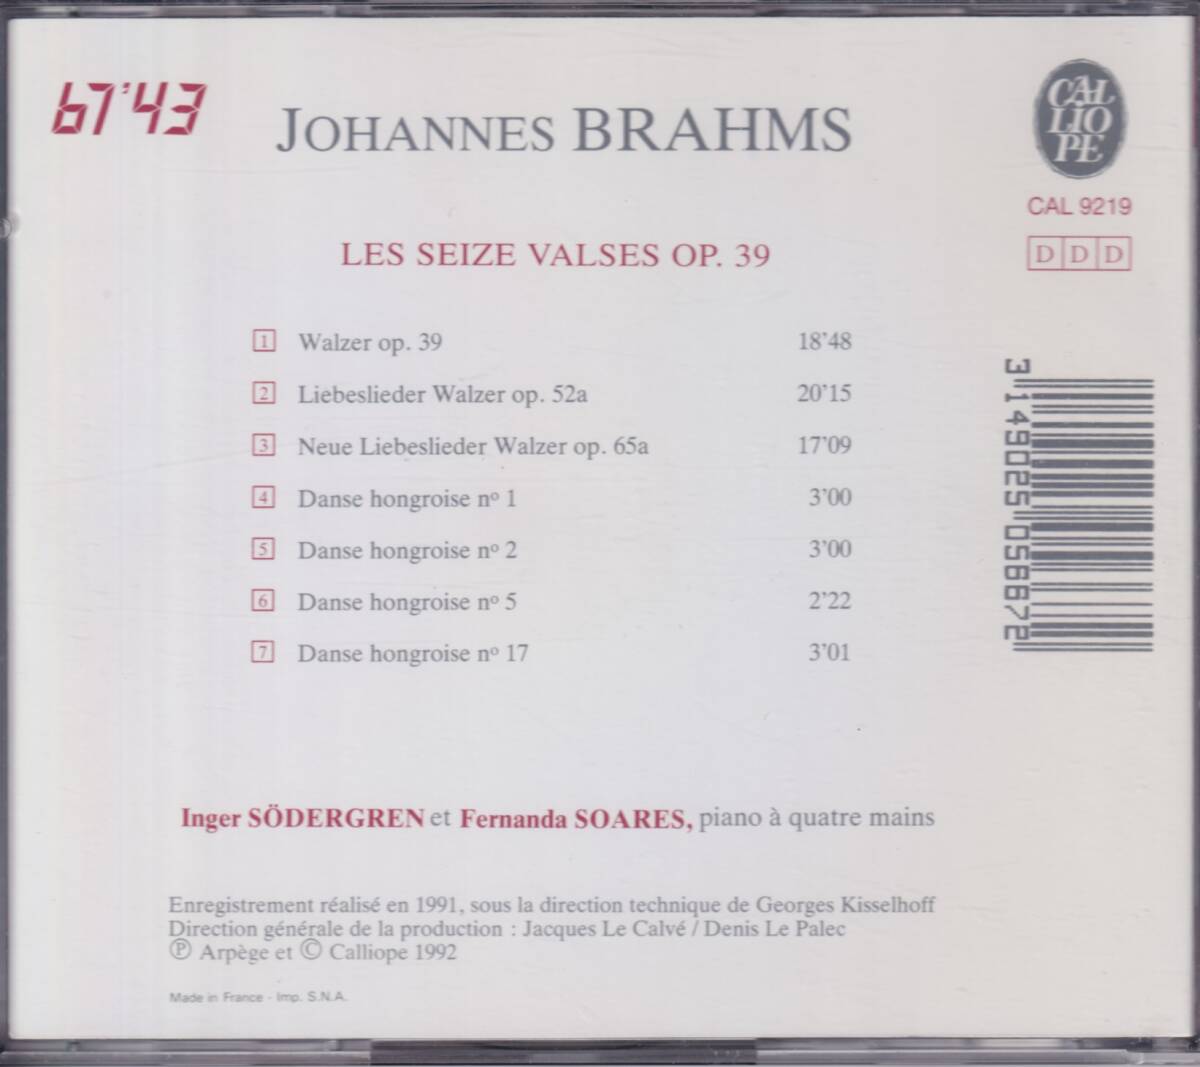 67'43
JOHANNES BRAHMS
CAL
LIO
PE
CAL 9219
D D D
LES SEIZE VALSES OP. 39
1 Walzer op. 39 18'48
2 Liebeslieder Walzer op. 52a 20'15
3 Neue Liebeslieder Walzer op. 65a 17'09
4 Danse hongroise nº 1 3'00
5 Danse hongroise nº 2 3'00
6 Danse hongroise nº 5 2'22
7 Danse hongroise nº 17 3'01
3 149025 058872
Inger SÖDERGREN et Fernanda SOARES, piano à quatre mains
Enregistrement réalisé en 1991, sous la direction technique de Georges Kisselhoff
Direction générale de la production : Jacques Le Calvé / Denis Le Palec
℗ Arpège et © Calliope 1992
Made in France - Imp. S.N.A.